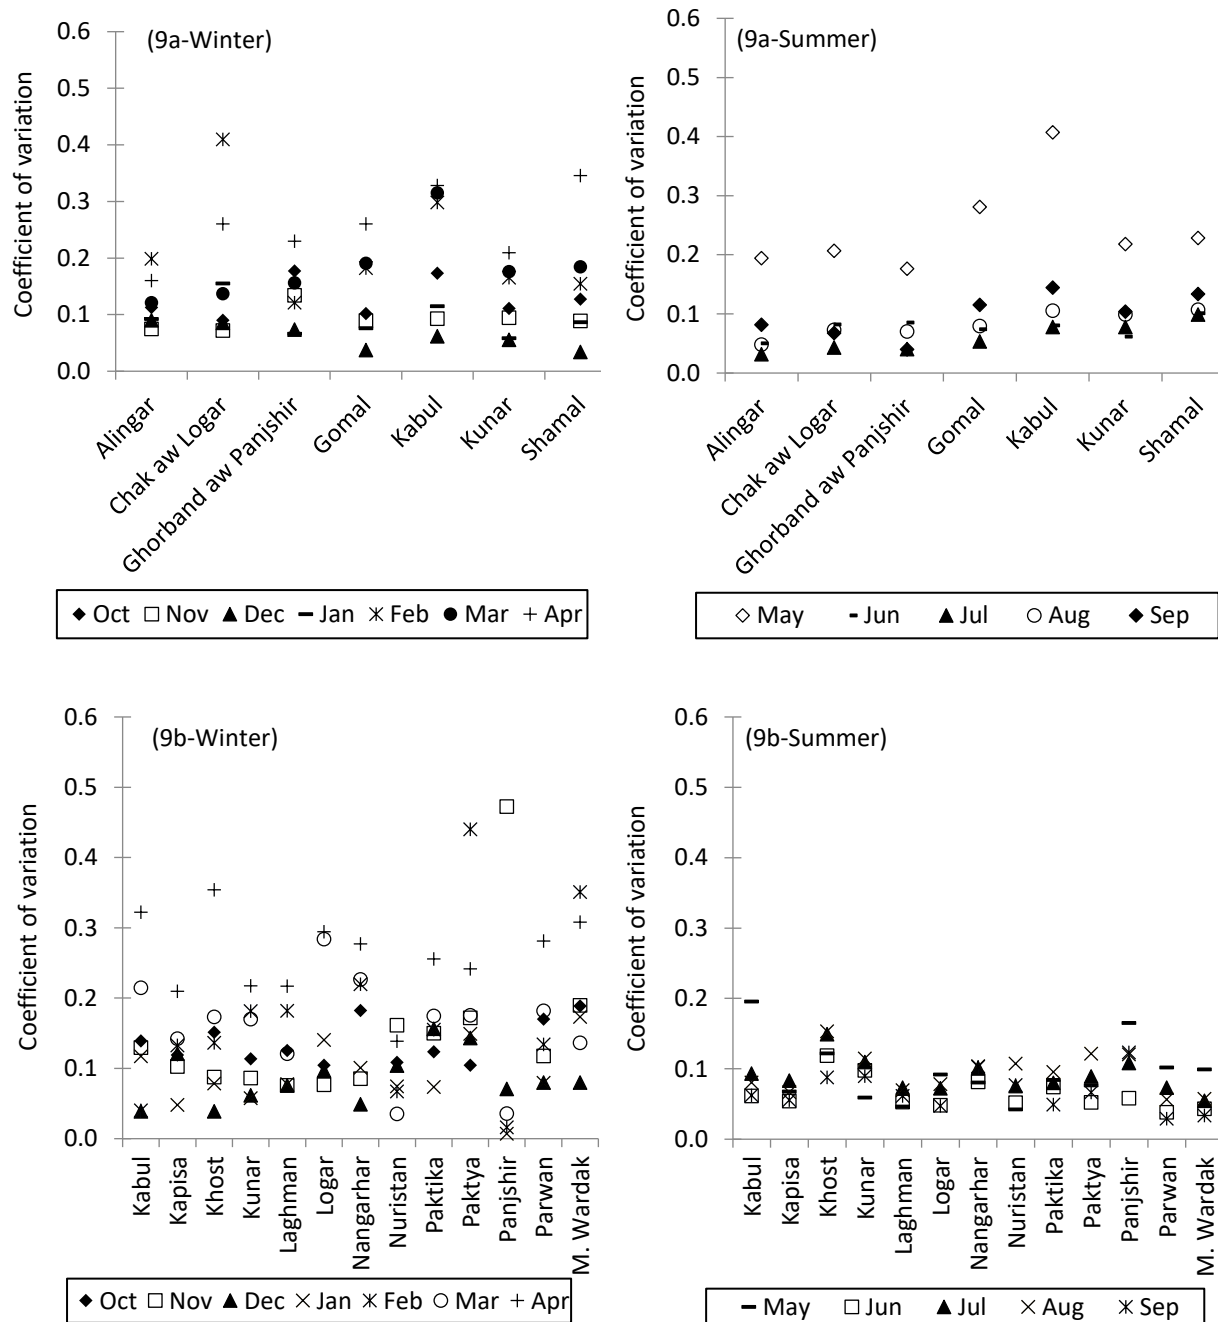 (9a-Winter)
Coefficient of variation
0.6
0.5
0.4
0.3
0.2
0.1
0.0
Alingar
Chak aw Logar
Ghorband aw Panjshir
Gomal
Kabul
Kunar
Shamal
Oct Nov Dec Jan Feb Mar Apr
(9a-Summer)
Coefficient of variation
0.6
0.5
0.4
0.3
0.2
0.1
0.0
Alingar
Chak aw Logar
Ghorband aw Panjshir
Gomal
Kabul
Kunar
Shamal
May Jun Jul Aug Sep
(9b-Winter)
Coefficient of variation
0.6
0.5
0.4
0.3
0.2
0.1
0.0
Kabul
Kapisa
Khost
Kunar
Laghman
Logar
Nangarhar
Nuristan
Paktika
Paktya
Panjshir
Parwan
M. Wardak
Oct Nov Dec Jan Feb Mar Apr
(9b-Summer)
Coefficient of variation
0.6
0.5
0.4
0.3
0.2
0.1
0.0
Kabul
Kapisa
Khost
Kunar
Laghman
Logar
Nangarhar
Nuristan
Paktika
Paktya
Panjshir
Parwan
M. Wardak
May Jun Jul Aug Sep